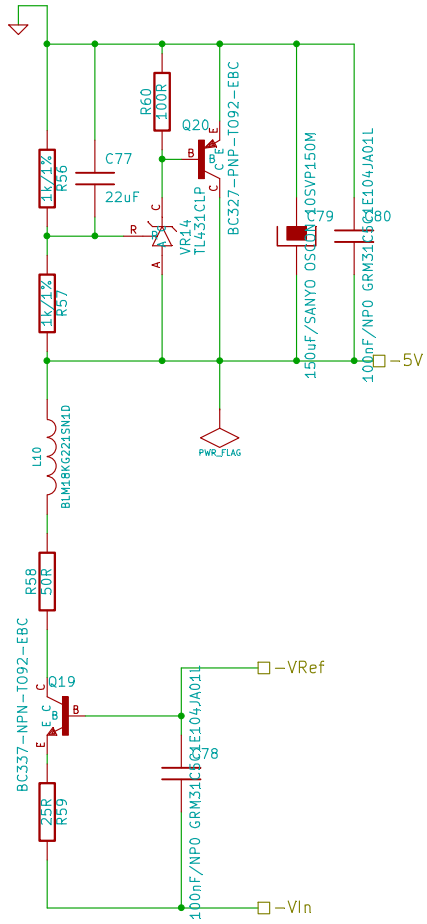 R60
100R
Q20
E
B
B
E
C
C
BC327-PNP-TO92-EBC
C77
22uF
R56
1k/1%
R
C
R
A
A
VR14
TL431CLP
C79
150uF/SANYO OSCON 10SVP150M
C80
100nF/NP0 GRM31C5C1E104JA01L
R57
1k/1%
-5V
PWR_FLAG
L10
BLM18KG221SN1D
R58
50R
-VRef
Q19
C
C
B
B
E
E
BC337-NPN-TO92-EBC
C78
100nF/NP0 GRM31C5C1E104JA01L
R59
25R
-VIn